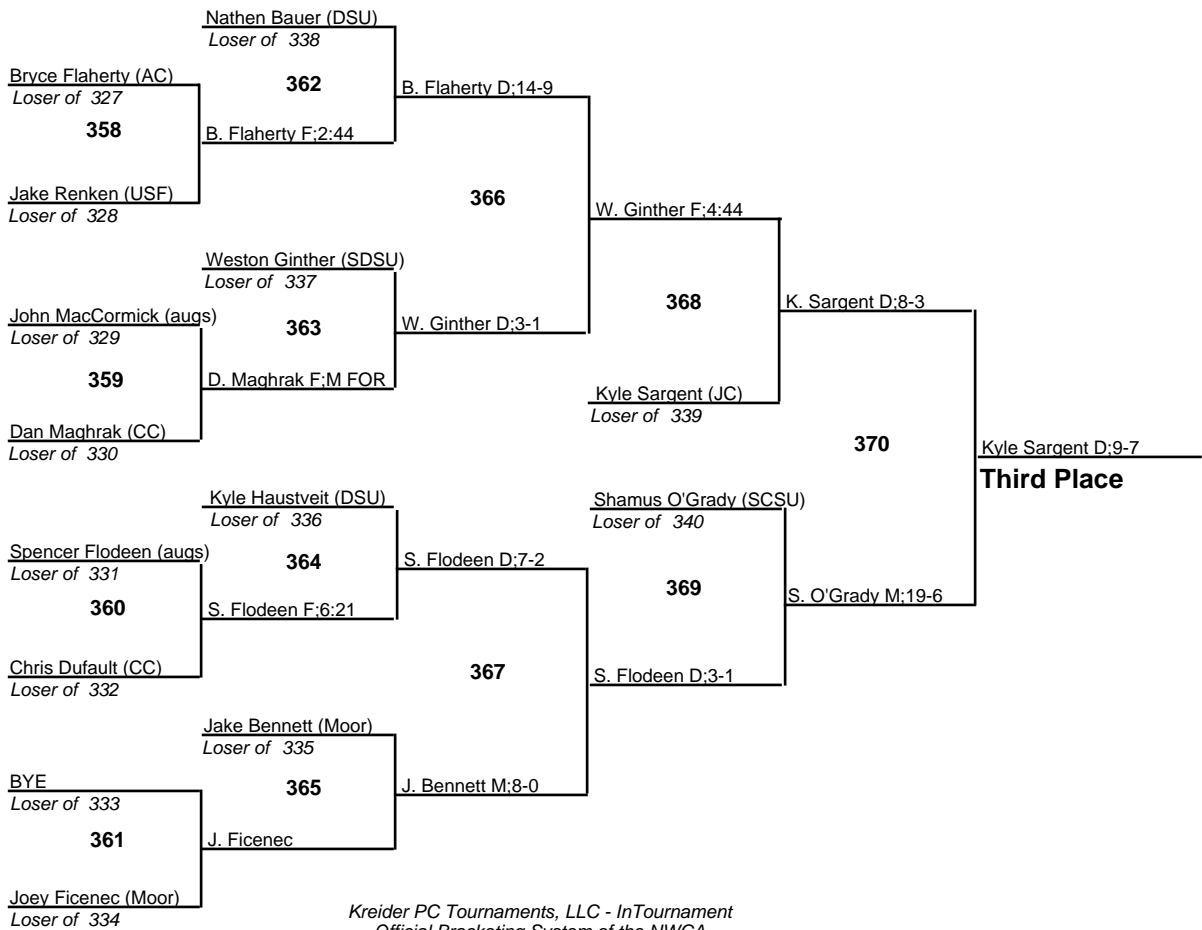 Nathen Bauer (DSU)
Loser of 338
Bryce Flaherty (AC)
Loser of 327
362
B. Flaherty D;14-9
358
B. Flaherty F;2:44
Jake Renken (USF)
Loser of 328
366
W. Ginther F;4:44
Weston Ginther (SDSU)
Loser of 337
John MacCormick (augs)
Loser of 329
363
W. Ginther D;3-1
368
K. Sargent D;8-3
359
D. Maghrak F;M FOR
Kyle Sargent (JC)
Loser of 339
Dan Maghrak (CC)
Loser of 330
370
Kyle Sargent D;9-7
Third Place
Kyle Haustveit (DSU)
Loser of 336
Shamus O'Grady (SCSU)
Loser of 340
Spencer Flodeen (augs)
Loser of 331
364
S. Flodeen D;7-2
369
S. O'Grady M;19-6
360
S. Flodeen F;6:21
Chris Dufault (CC)
Loser of 332
367
S. Flodeen D;3-1
Jake Bennett (Moor)
Loser of 335
BYE
Loser of 333
365
J. Bennett M;8-0
361
J. Ficenec
Joey Ficenec (Moor)
Loser of 334
Kreider PC Tournaments, LLC - InTournament
Official Bracketing System of the NWCA